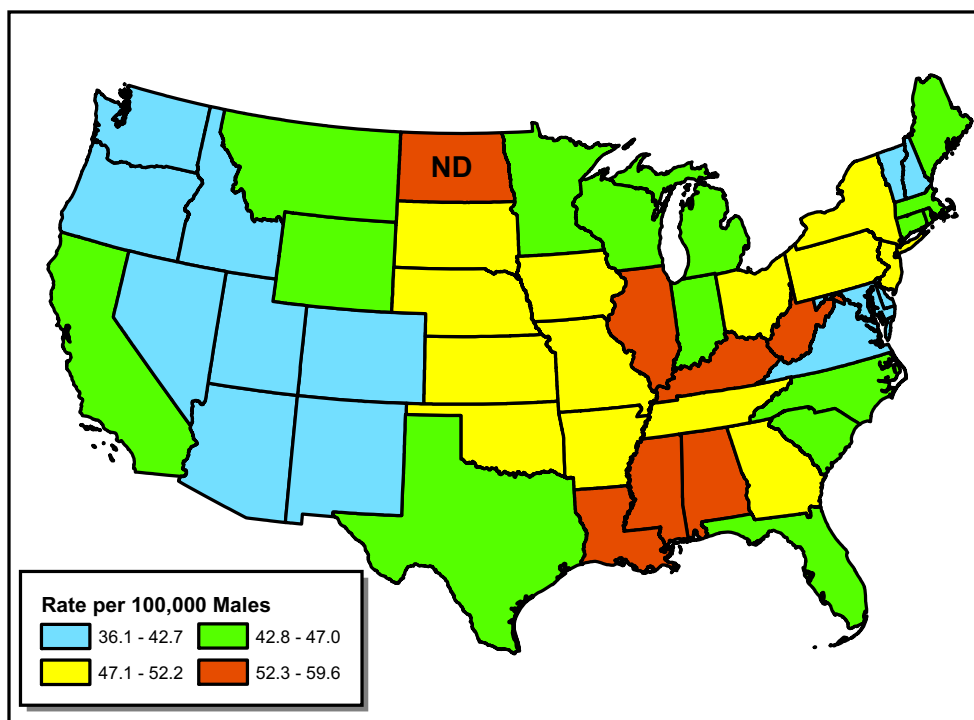 ND
Rate per 100,000 Males
36.1 - 42.7 42.8 - 47.0
47.1 - 52.2 52.3 - 59.6